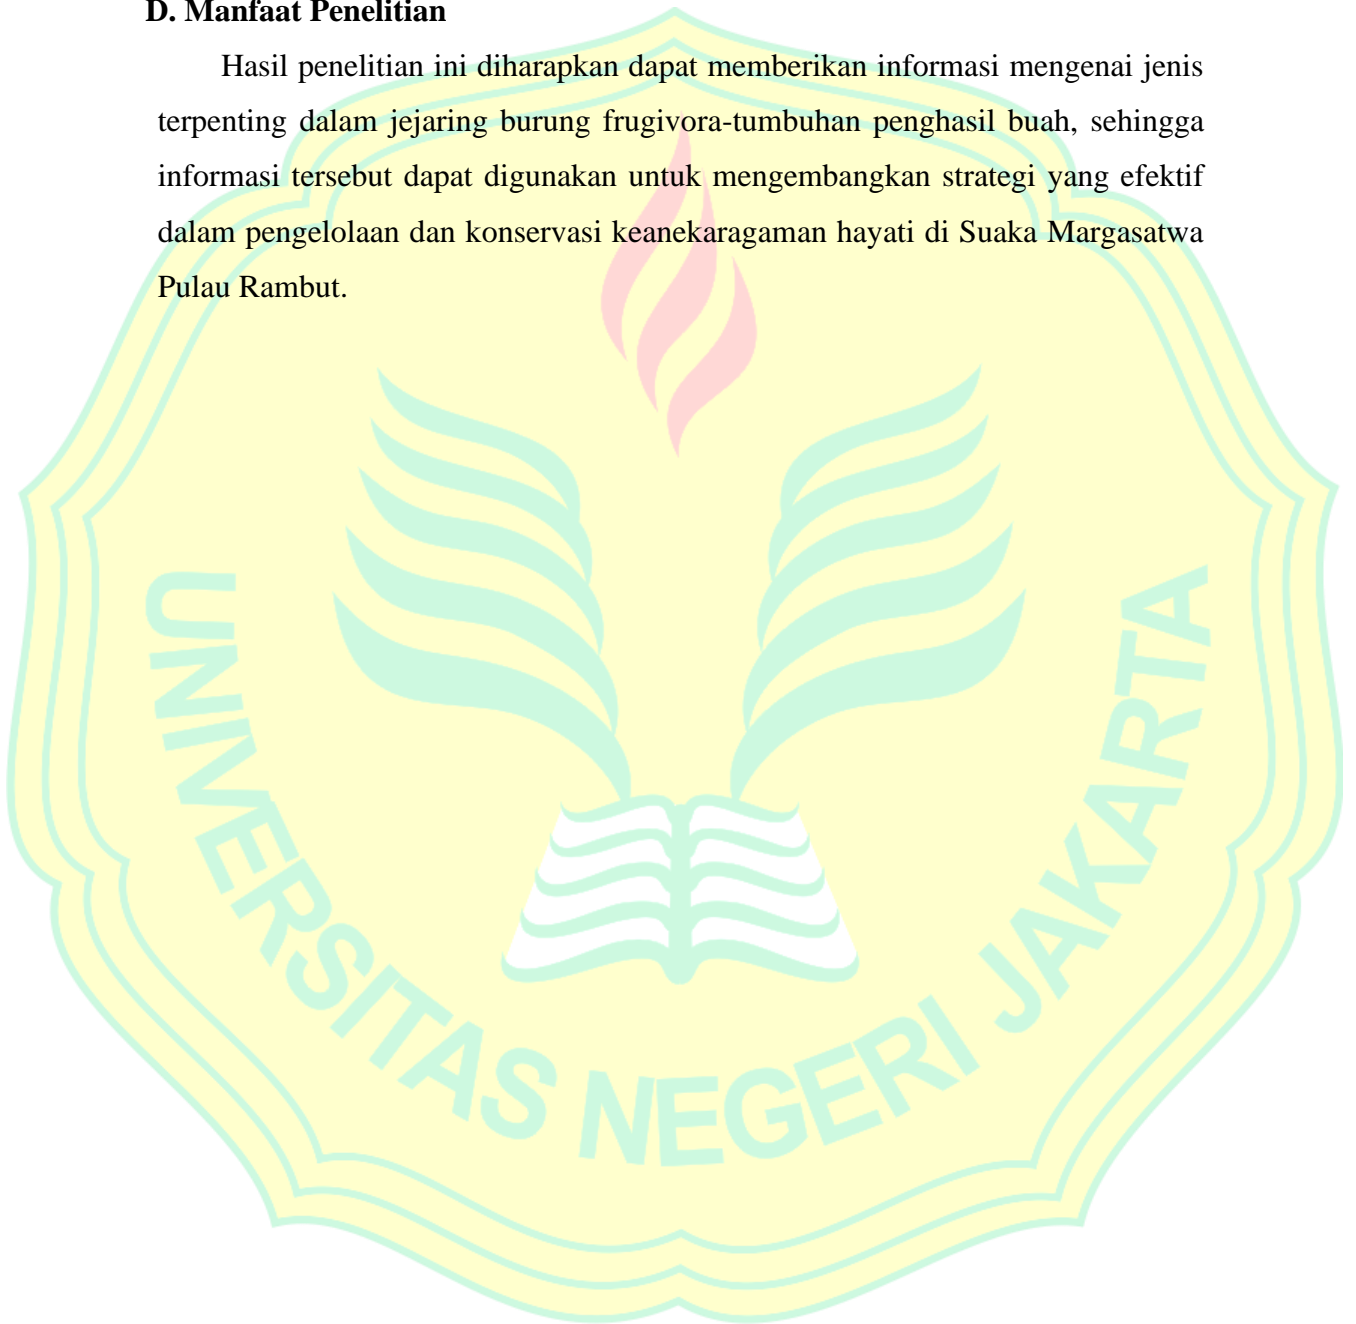 D. Manfaat Penelitian
Hasil penelitian ini diharapkan dapat memberikan informasi mengenai jenis
terpenting dalam jejaring burung frugivora-tumbuhan penghasil buah, sehingga
informasi tersebut dapat digunakan untuk mengembangkan strategi yang efektif
dalam pengelolaan dan konservasi keanekaragaman hayati di Suaka Margasatwa
Pulau Rambut.
UNIVERSITAS NEGERI JAKARTA